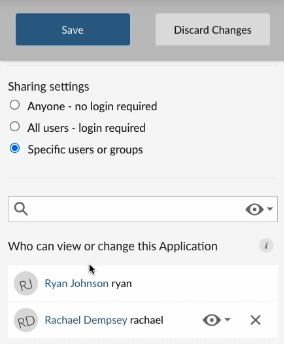 Save Discard Changes
Sharing settings
Anyone - no login required
All users - login required
Specific users or groups
Who can view or change this Application i
RJ Ryan Johnson ryan
RD Rachael Dempsey rachael